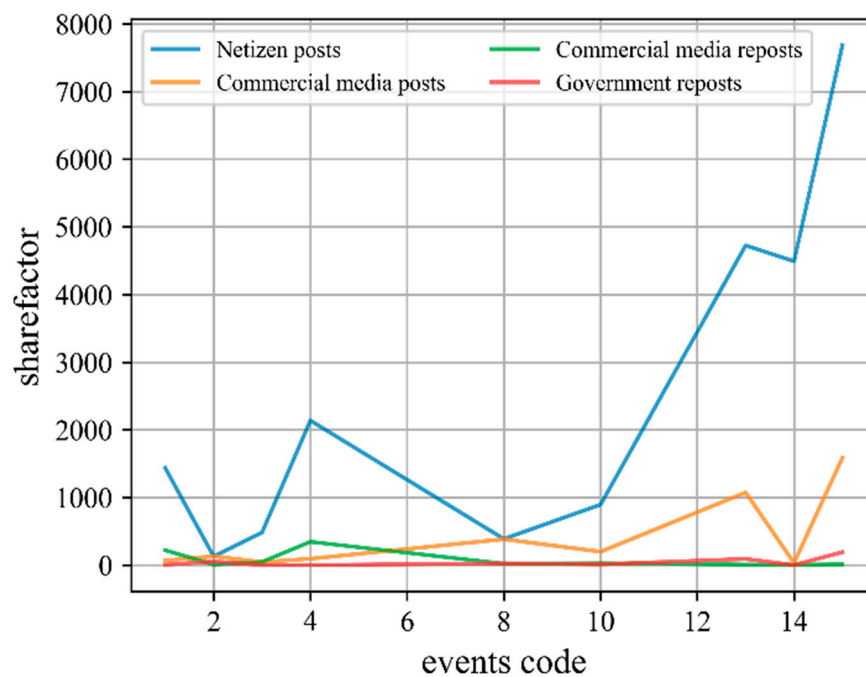 Netizen posts
Commercial media posts
Commercial media reposts
Government reposts
8000
7000
6000
5000
4000
3000
2000
1000
0
sharefactor
2 4 6 8 10 12 14
events code